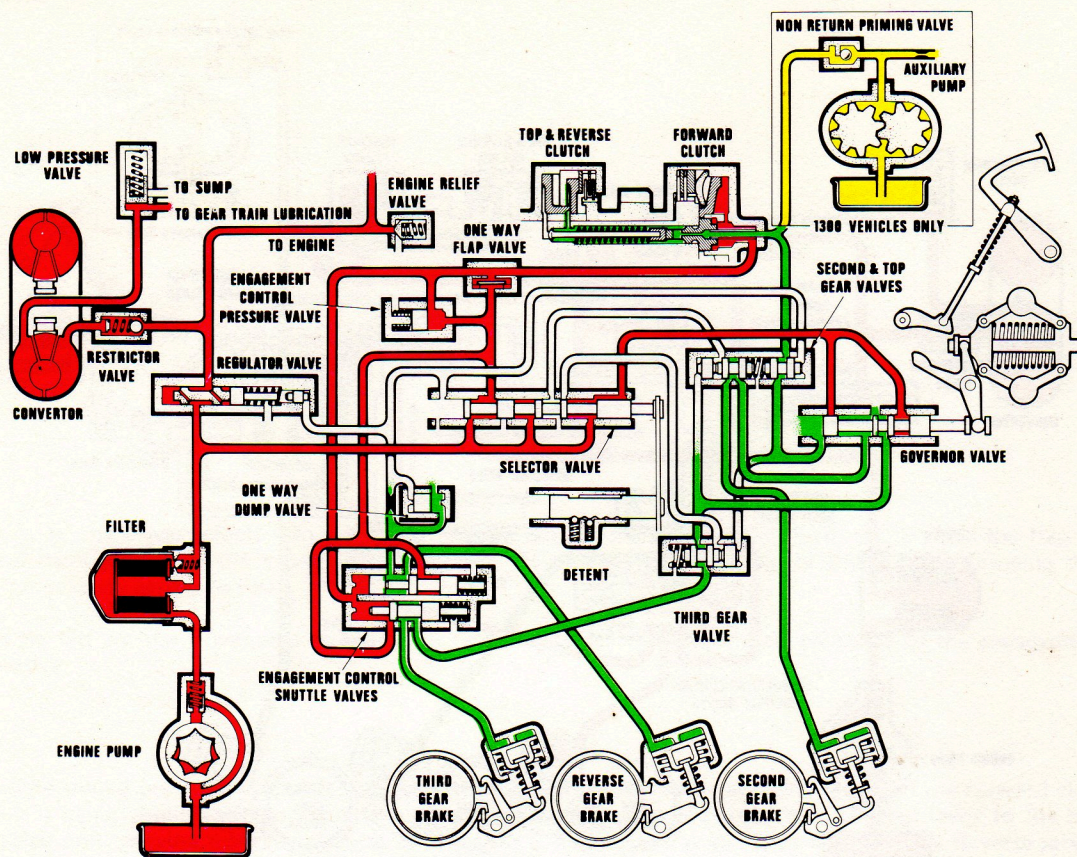 NON RETURN PRIMING VALVE
AUXILIARY
PUMP
TOP & REVERSE
CLUTCH
FORWARD
CLUTCH
LOW PRESSURE
VALVE
TO SUMP
TO GEAR TRAIN LUBRICATION
ENGINE RELIEF
VALVE
TO ENGINE
ONE WAY
FLAP VALVE
1300 VEHICLES ONLY
SECOND & TOP
GEAR VALVES
ENGAGEMENT
CONTROL
PRESSURE VALVE
RESTRICTOR
VALVE
REGULATOR VALVE
CONVERTOR
SELECTOR VALVE
GOVERNOR VALVE
ONE WAY
DUMP VALVE
FILTER
DETENT
THIRD GEAR
VALVE
ENGAGEMENT CONTROL
SHUTTLE VALVES
ENGINE PUMP
THIRD
GEAR
BRAKE
REVERSE
GEAR
BRAKE
SECOND
GEAR
BRAKE